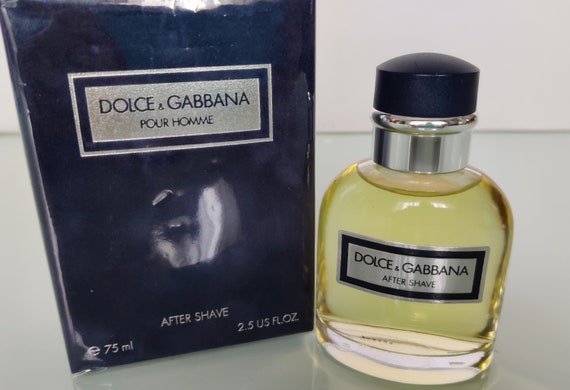 DOLCE & GABBANA
POUR HOMME
AFTER SHAVE
2.5 US FL.OZ.
℮ 75 ml
DOLCE & GABBANA
AFTER SHAVE